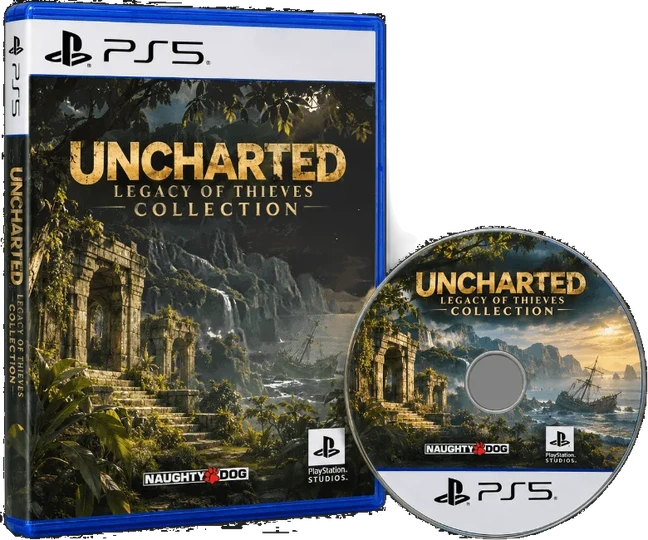 PS5
PS5
UNCHARTED
LEGACY OF THIEVES
COLLECTION
UNCHARTED
LEGACY OF THIEVES
COLLECTION
NAUGHTY DOG
PlayStation
STUDIOS
UNCHARTED
LEGACY OF THIEVES
COLLECTION
NAUGHTY DOG
PlayStation
STUDIOS
PS5